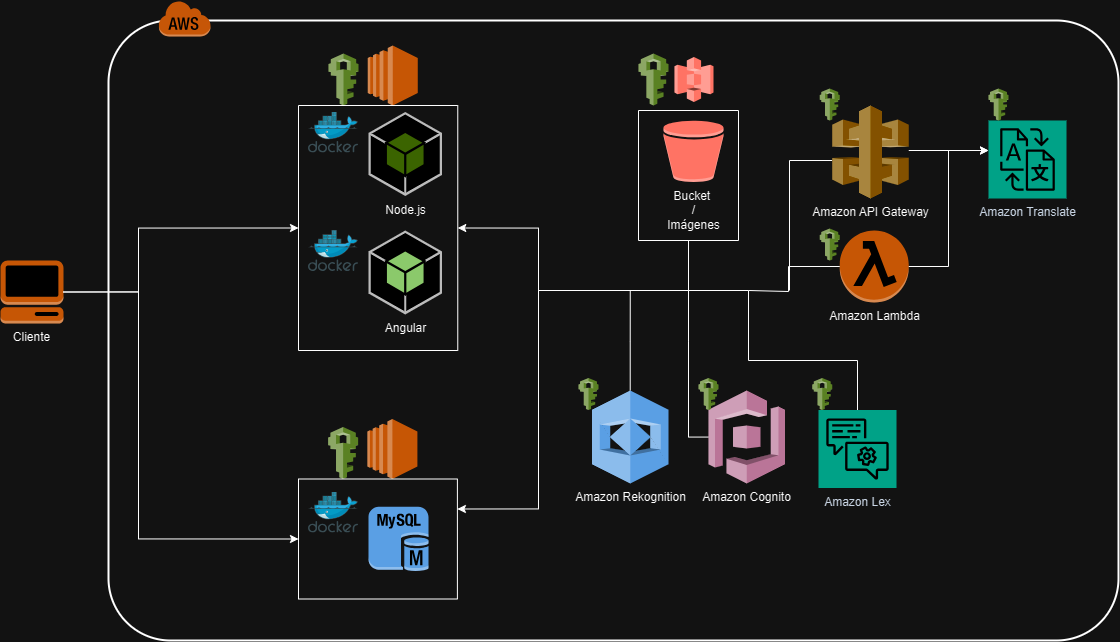 AWS
docker
Node.js
docker
Angular
Cliente
docker
MySQL
M
Bucket
/
Imágenes
Amazon API Gateway
A
文
Amazon Translate
λ
Amazon Lambda
Amazon Rekognition
Amazon Cognito
Amazon Lex